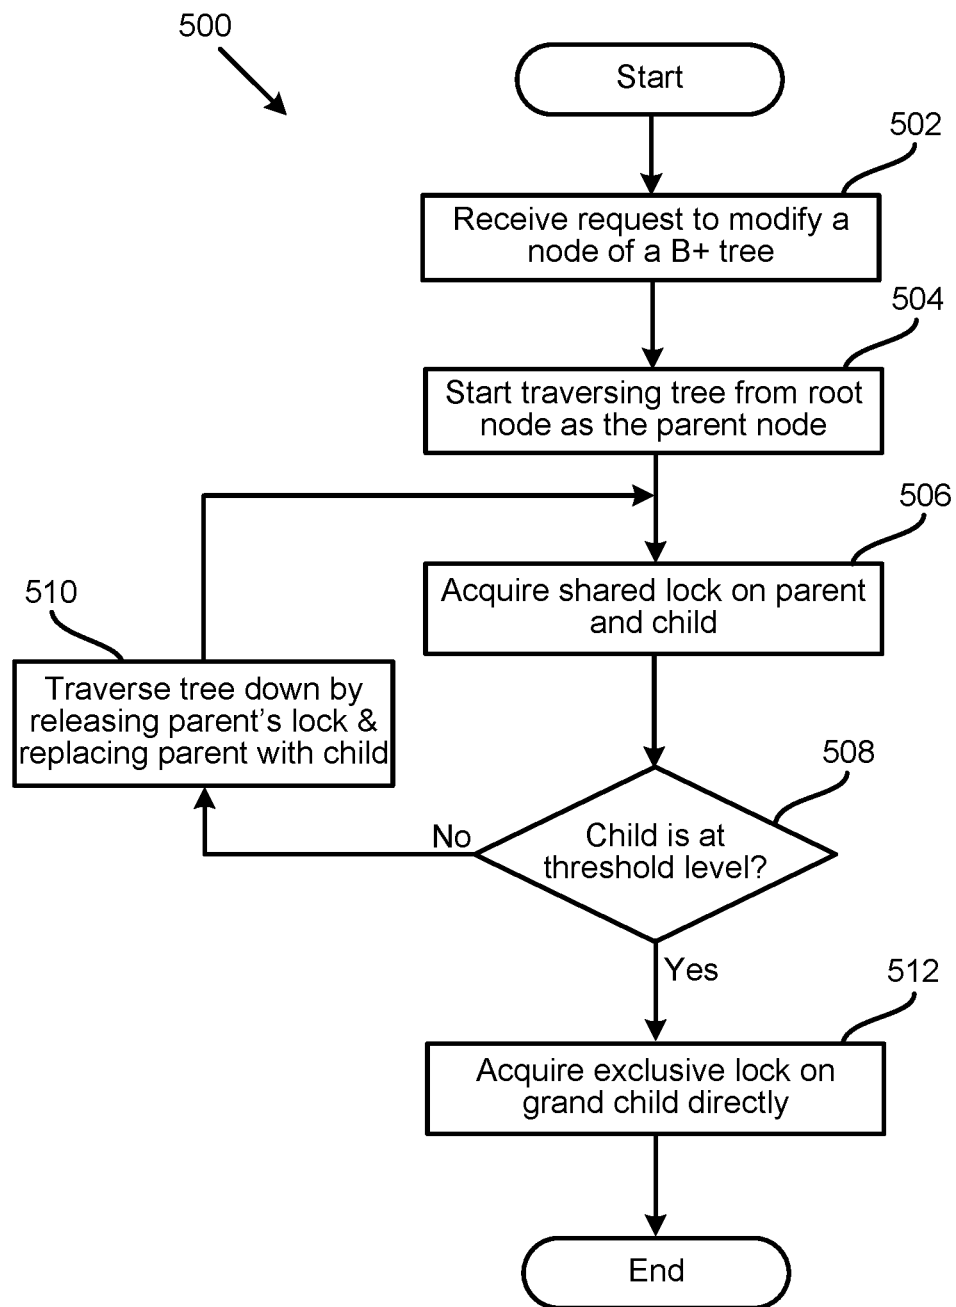 500
Start
502
Receive request to modify a
node of a B+ tree
504
Start traversing tree from root
node as the parent node
506
Acquire shared lock on parent
and child
510
Traverse tree down by
releasing parent's lock &
replacing parent with child
508
Child is at
threshold level?
No
Yes
512
Acquire exclusive lock on
grand child directly
End